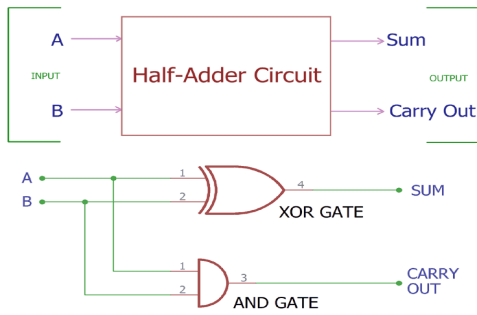 A
Sum
INPUT
Half-Adder Circuit
OUTPUT
B
Carry Out
A
1
4
SUM
B
2
XOR GATE
1
3
CARRY
OUT
2
AND GATE